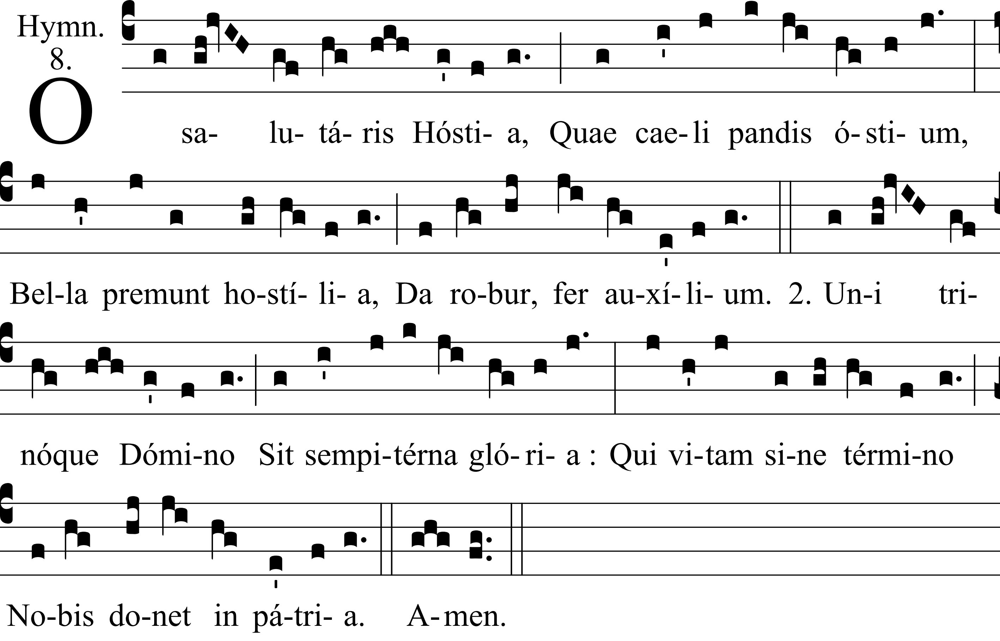 Hymn.
8.
O sa- lu- tá- ris Hósti- a, Quae cae-li pandis ó-sti- um,
Bel-la premunt ho-stí- li- a, Da ro-bur, fer au-xí-li- um. 2. Un-i tri-
nóque Dómi-no Sit sempi-térna gló-ri- a : Qui vi-tam si-ne térmi-no
No-bis do-net in pá-tri- a. A-men.